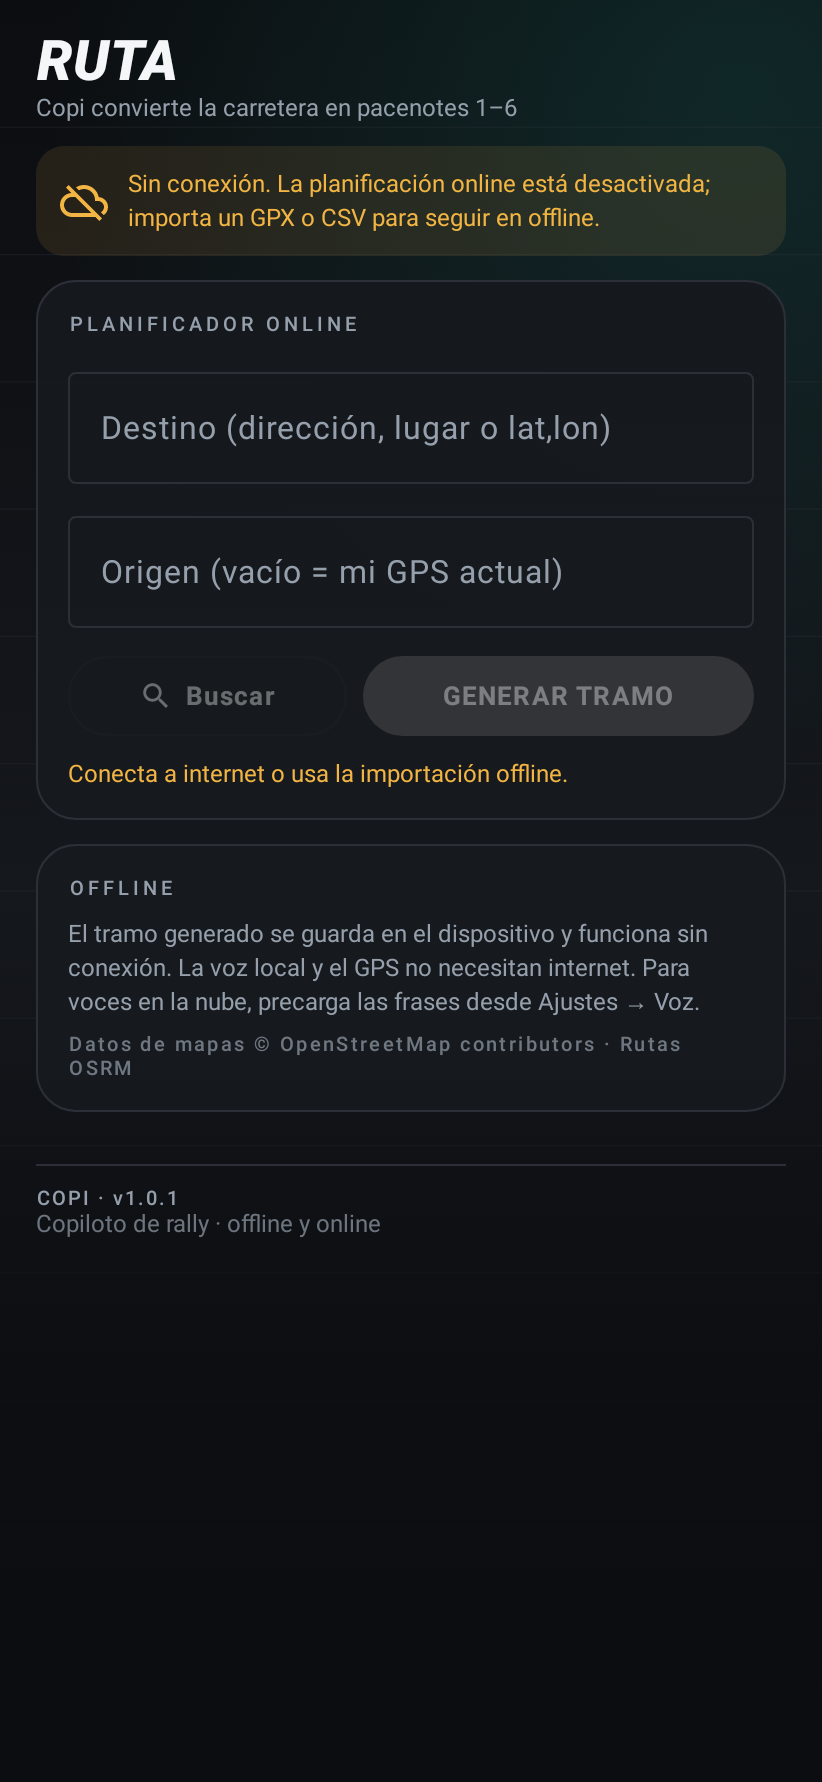 RUTA
Copi convierte la carretera en pacenotes 1–6
Sin conexión. La planificación online está desactivada;
importa un GPX o CSV para seguir en offline.
PLANIFICADOR ONLINE
Destino (dirección, lugar o lat,lon)
Origen (vacío = mi GPS actual)
Buscar
GENERAR TRAMO
Conecta a internet o usa la importación offline.
OFFLINE
El tramo generado se guarda en el dispositivo y funciona sin
conexión. La voz local y el GPS no necesitan internet. Para
voces en la nube, precarga las frases desde Ajustes → Voz.
Datos de mapas © OpenStreetMap contributors · Rutas
OSRM
COPI · v1.0.1
Copiloto de rally · offline y online